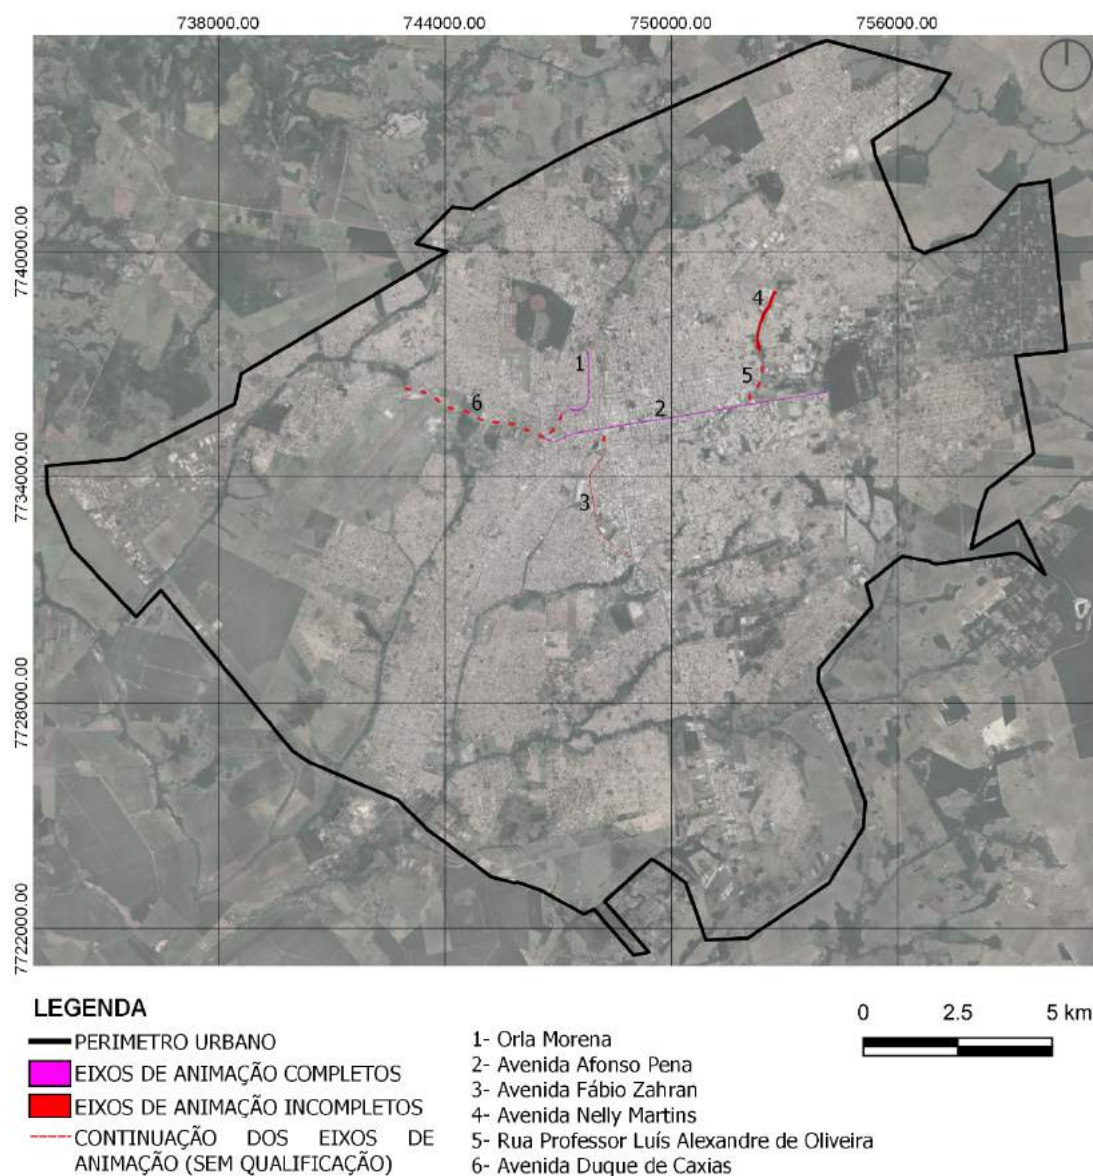 738000.00 744000.00 750000.00 756000.00
7740000.00
7734000.00
7728000.00
7722000.00
4
1
5
6
2
3
LEGENDA
PERIMETRO URBANO
EIXOS DE ANIMAÇÃO COMPLETOS
EIXOS DE ANIMAÇÃO INCOMPLETOS
CONTINUAÇÃO DOS EIXOS DE
ANIMAÇÃO (SEM QUALIFICAÇÃO)
1- Orla Morena
2- Avenida Afonso Pena
3- Avenida Fábio Zahran
4- Avenida Nelly Martins
5- Rua Professor Luís Alexandre de Oliveira
6- Avenida Duque de Caxias
0 2.5 5 km